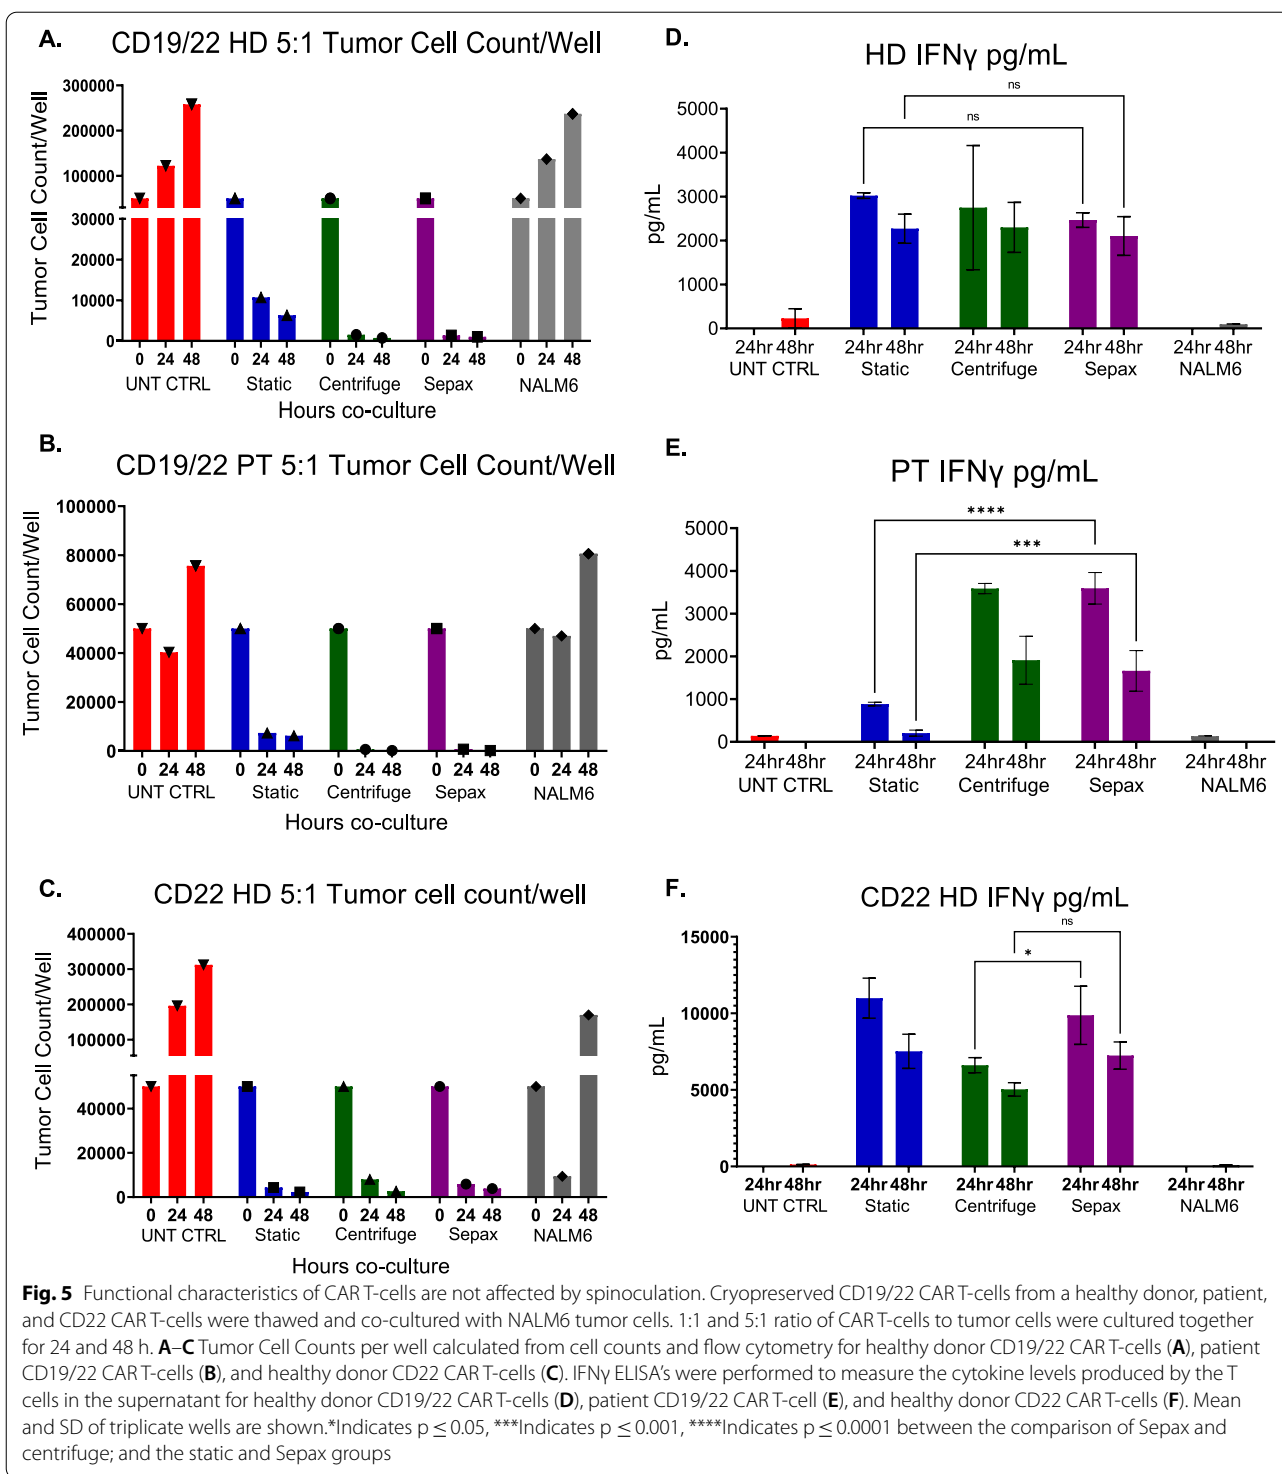 A.
CD19/22 HD 5:1 Tumor Cell Count/Well
Tumor Cell Count/Well
300000
200000
100000
30000
20000
10000
0
0 24 48 0 24 48 0 24 48 0 24 48 0 24 48
UNT CTRL Static Centrifuge Sepax NALM6
Hours co-culture
D.
HD IFNγ pg/mL
pg/mL
5000
4000
3000
2000
1000
0
ns
ns
24hr 48hr 24hr 48hr 24hr 48hr 24hr 48hr 24hr 48hr
UNT CTRL Static Centrifuge Sepax NALM6
B.
CD19/22 PT 5:1 Tumor Cell Count/Well
Tumor Cell Count/Well
100000
80000
60000
40000
20000
0
0 24 48 0 24 48 0 24 48 0 24 48 0 24 48
UNT CTRL Static Centrifuge Sepax NALM6
Hours co-culture
E.
PT IFNγ pg/mL
pg/mL
5000
4000
3000
2000
1000
0
****
***
24hr 48hr 24hr 48hr 24hr 48hr 24hr 48hr 24hr 48hr
UNT CTRL Static Centrifuge Sepax NALM6
C.
CD22 HD 5:1 Tumor cell count/well
Tumor Cell Count/Well
400000
300000
200000
100000
40000
20000
0
0 24 48 0 24 48 0 24 48 0 24 48 0 24 48
UNT CTRL Static Centrifuge Sepax NALM6
Hours co-culture
F.
CD22 HD IFNγ pg/mL
pg/mL
15000
10000
5000
0
ns
*
24hr 48hr 24hr 48hr 24hr 48hr 24hr 48hr 24hr 48hr
UNT CTRL Static Centrifuge Sepax NALM6
Fig. 5 Functional characteristics of CAR T-cells are not affected by spinoculation. Cryopreserved CD19/22 CAR T-cells from a healthy donor, patient,
and CD22 CAR T-cells were thawed and co-cultured with NALM6 tumor cells. 1:1 and 5:1 ratio of CAR T-cells to tumor cells were cultured together
for 24 and 48 h. A–C Tumor Cell Counts per well calculated from cell counts and flow cytometry for healthy donor CD19/22 CAR T-cells (A), patient
CD19/22 CAR T-cells (B), and healthy donor CD22 CAR T-cells (C). IFNγ ELISA's were performed to measure the cytokine levels produced by the T
cells in the supernatant for healthy donor CD19/22 CAR T-cells (D), patient CD19/22 CAR T-cell (E), and healthy donor CD22 CAR T-cells (F). Mean
and SD of triplicate wells are shown.*Indicates p ≤ 0.05, ***Indicates p ≤ 0.001, ****Indicates p ≤ 0.0001 between the comparison of Sepax and
centrifuge; and the static and Sepax groups